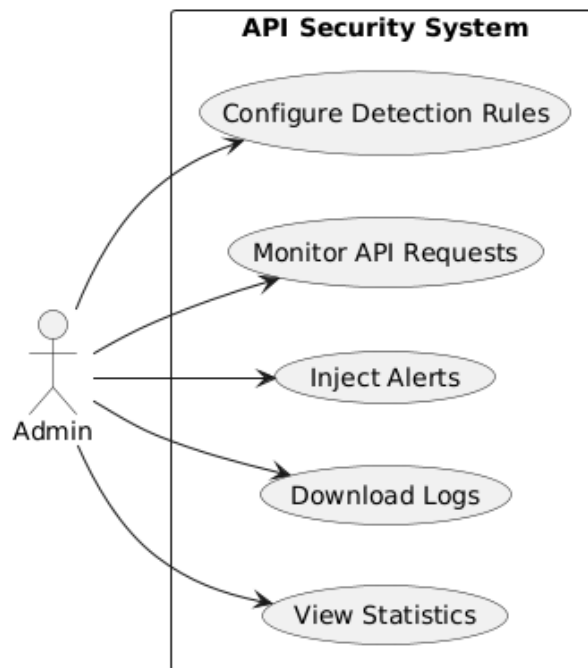 API Security System
Configure Detection Rules
Monitor API Requests
Inject Alerts
Admin
Download Logs
View Statistics